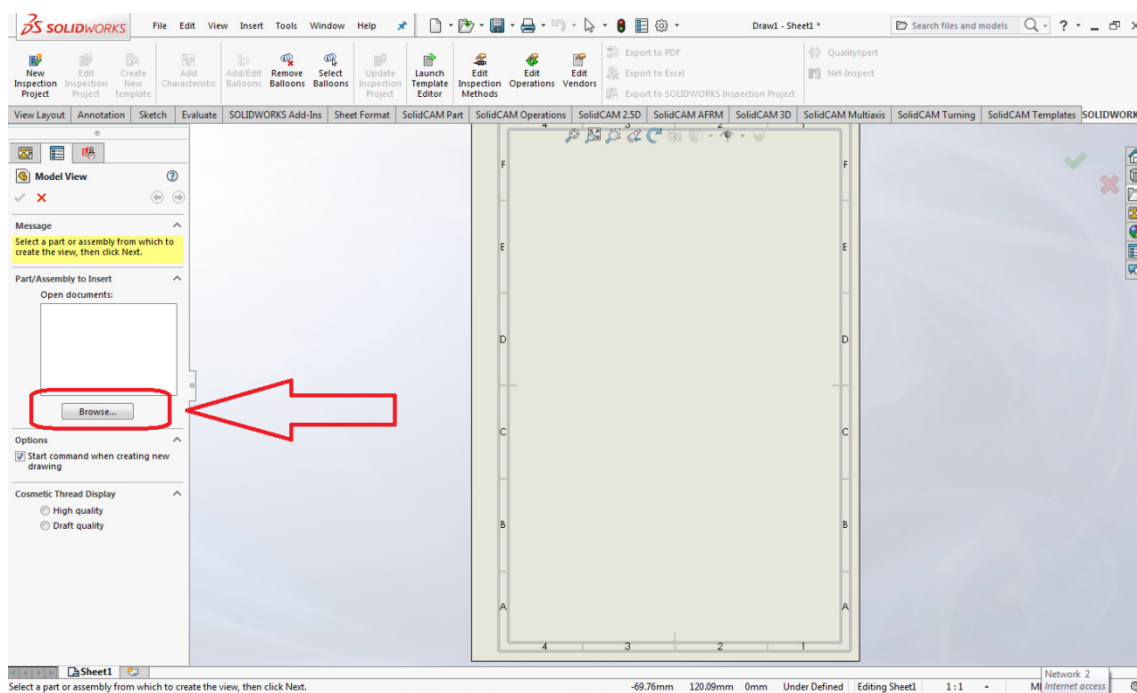 SOLIDWORKS File Edit View Insert Tools Window Help Draw1 - Sheet1 * Search files and models
New Inspection Project
Edit Inspection Project
Create New template
Add Characteristic
Add/Edit Balloons
Remove Balloons
Select Balloons
Update Inspection Project
Launch Template Editor
Edit Inspection Methods
Edit Operations
Edit Vendors
Export to PDF
Export to Excel
Export to SOLIDWORKS Inspection Project
QualityXpert
Net-Inspect
View Layout Annotation Sketch Evaluate SOLIDWORKS Add-Ins Sheet Format SolidCAM Part SolidCAM Operations SolidCAM 2.5D SolidCAM AFRM SolidCAM 3D SolidCAM Multiaxis SolidCAM Turning SolidCAM Templates SOLIDWORK
Model View
Message
Select a part or assembly from which to
create the view, then click Next.
Part/Assembly to Insert
Open documents:
Browse...
Options
Start command when creating new
drawing
Cosmetic Thread Display
High quality
Draft quality
4 3 2
F F
E E
D D
C C
B B
A A
4 3 2 1
Sheet1
Network 2
Internet access
Select a part or assembly from which to create the view, then click Next. -69.76mm 120.09mm 0mm Under Defined Editing Sheet1 1:1